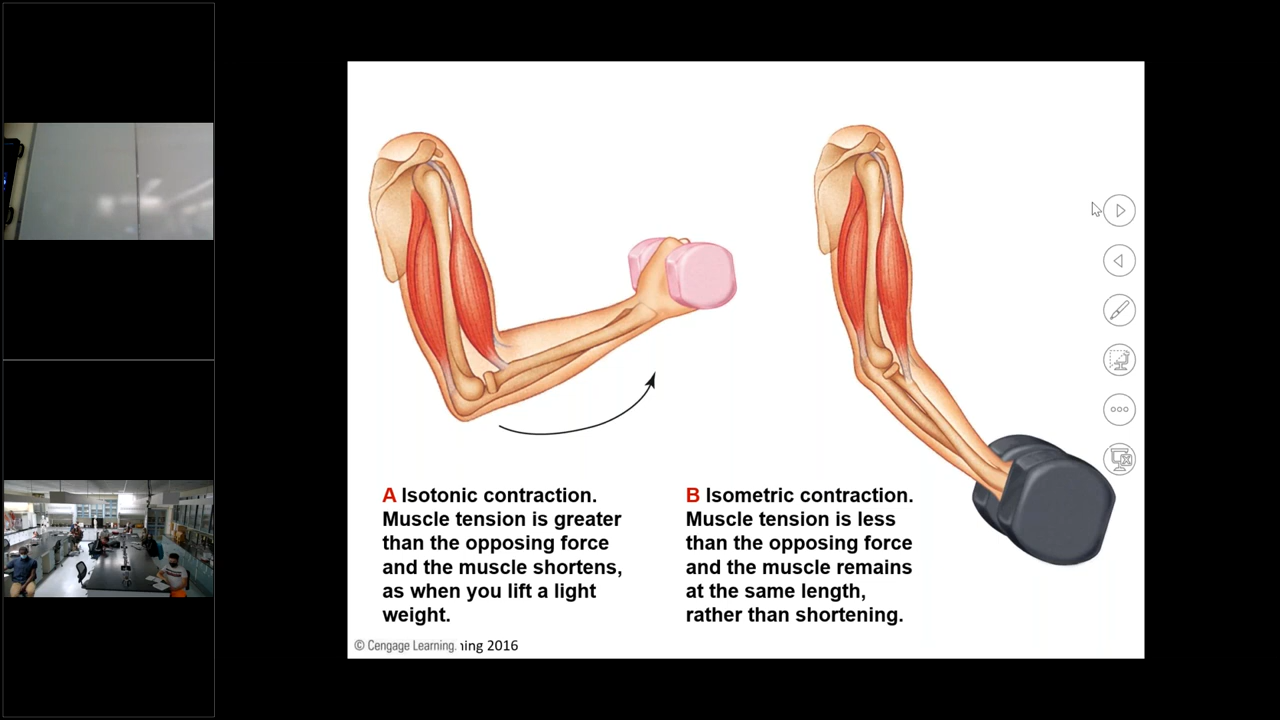 A Isotonic contraction.
Muscle tension is greater
than the opposing force
and the muscle shortens,
as when you lift a light
weight.
B Isometric contraction.
Muscle tension is less
than the opposing force
and the muscle remains
at the same length,
rather than shortening.
© Cengage Learning. ning 2016